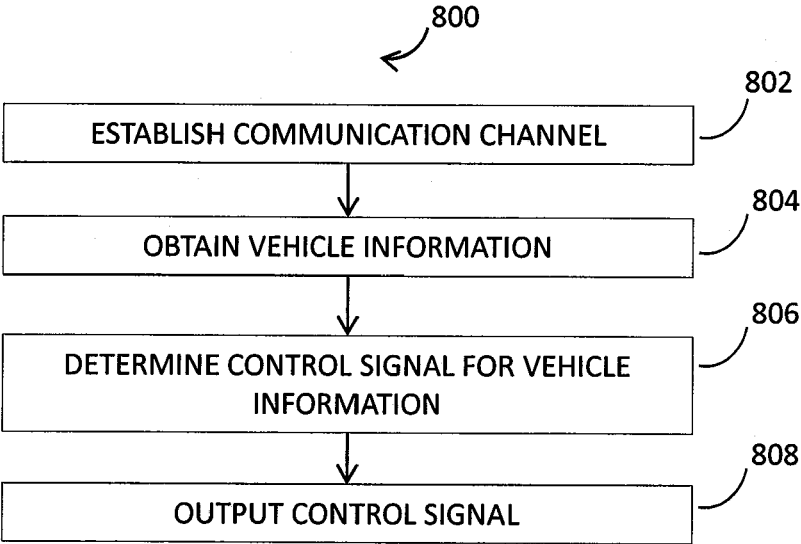 800
802
ESTABLISH COMMUNICATION CHANNEL
804
OBTAIN VEHICLE INFORMATION
806
DETERMINE CONTROL SIGNAL FOR VEHICLE
INFORMATION
808
OUTPUT CONTROL SIGNAL